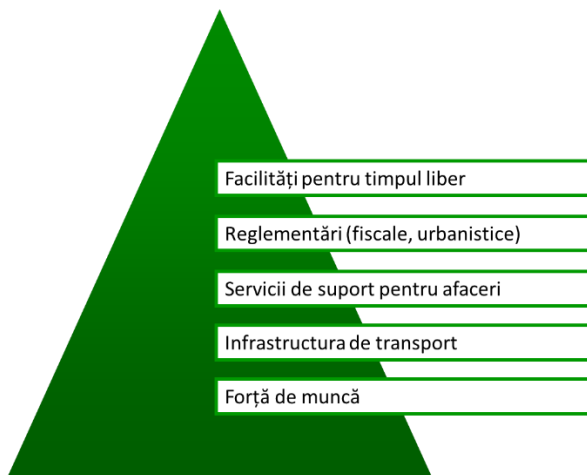 Facilități pentru timpul liber
Reglementări (fiscale, urbanistice)
Servicii de suport pentru afaceri
Infrastructura de transport
Forță de muncă